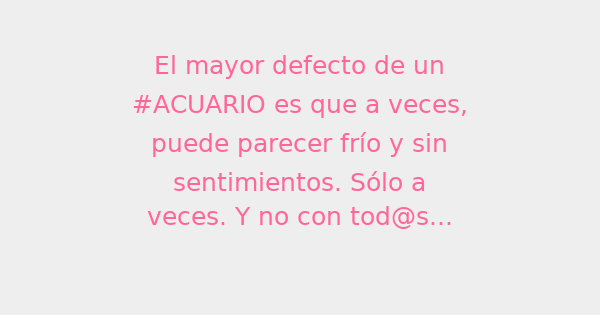 El mayor defecto de un
#ACUARIO es que a veces,
puede parecer frío y sin
sentimientos. Sólo a
veces. Y no con tod@s...